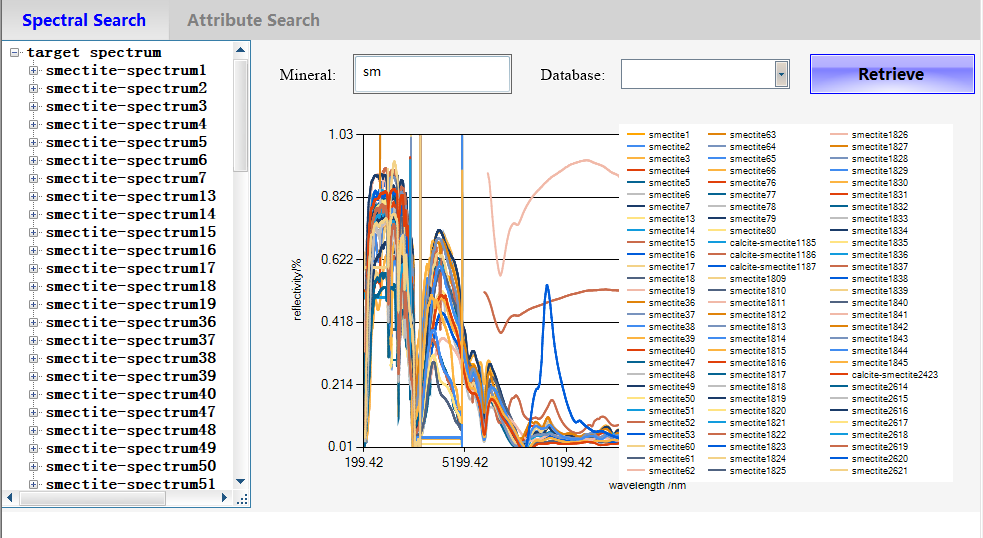 Spectral Search Attribute Search
target spectrum
smectite-spectrum1
smectite-spectrum2
smectite-spectrum3
smectite-spectrum4
smectite-spectrum5
smectite-spectrum6
smectite-spectrum7
smectite-spectrum13
smectite-spectrum14
smectite-spectrum15
smectite-spectrum16
smectite-spectrum17
smectite-spectrum18
smectite-spectrum19
smectite-spectrum36
smectite-spectrum37
smectite-spectrum38
smectite-spectrum39
smectite-spectrum40
smectite-spectrum47
smectite-spectrum48
smectite-spectrum49
smectite-spectrum50
smectite-spectrum51
Mineral: sm Database: Retrieve
reflectivity/%
1.03
0.826
0.622
0.418
0.214
0.01
199.42 5199.42 10199.42
wavelength /nm
smectite1
smectite2
smectite3
smectite4
smectite5
smectite6
smectite7
smectite13
smectite14
smectite15
smectite16
smectite17
smectite18
smectite19
smectite36
smectite37
smectite38
smectite39
smectite40
smectite47
smectite48
smectite49
smectite50
smectite51
smectite52
smectite53
smectite60
smectite61
smectite62
smectite63
smectite64
smectite65
smectite66
smectite76
smectite77
smectite78
smectite79
smectite80
calcite-smectite1185
calcite-smectite1186
calcite-smectite1187
smectite1809
smectite1810
smectite1811
smectite1812
smectite1813
smectite1814
smectite1815
smectite1816
smectite1817
smectite1818
smectite1819
smectite1820
smectite1821
smectite1822
smectite1823
smectite1824
smectite1825
smectite1826
smectite1827
smectite1828
smectite1829
smectite1830
smectite1831
smectite1832
smectite1833
smectite1834
smectite1835
smectite1836
smectite1837
smectite1838
smectite1839
smectite1840
smectite1841
smectite1842
smectite1843
smectite1844
smectite1845
calcite-smectite2423
smectite2614
smectite2615
smectite2616
smectite2617
smectite2618
smectite2619
smectite2620
smectite2621